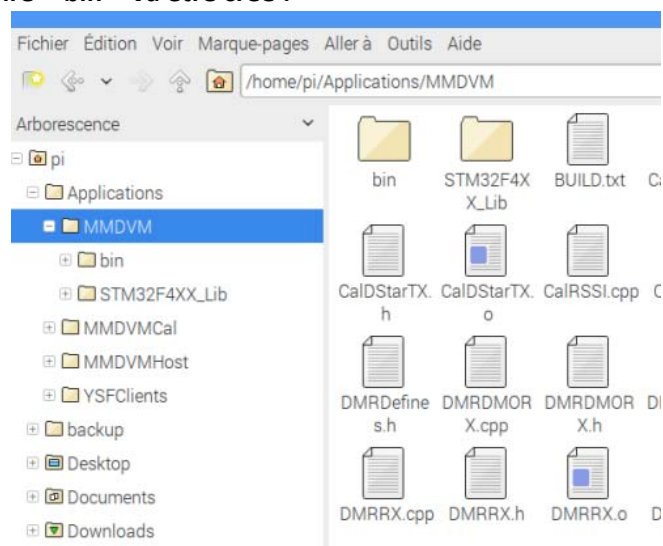 Fichier Édition Voir Marque-pages Aller à Outils Aide
/home/pi/Applications/MMDVM
Arborescence
pi
Applications
MMDVM
bin
STM32F4XX_Lib
MMDVMCal
MMDVMHost
YSFClients
backup
Desktop
Documents
Downloads
bin
STM32F4X
X_Lib
BUILD.txt
CalDStarTX.
h
CalDStarTX.
o
CalRSSI.cpp
DMRDefine
s.h
DMRDMOR
X.cpp
DMRDMOR
X.h
DMRRX.cpp
DMRRX.h
DMRRX.o